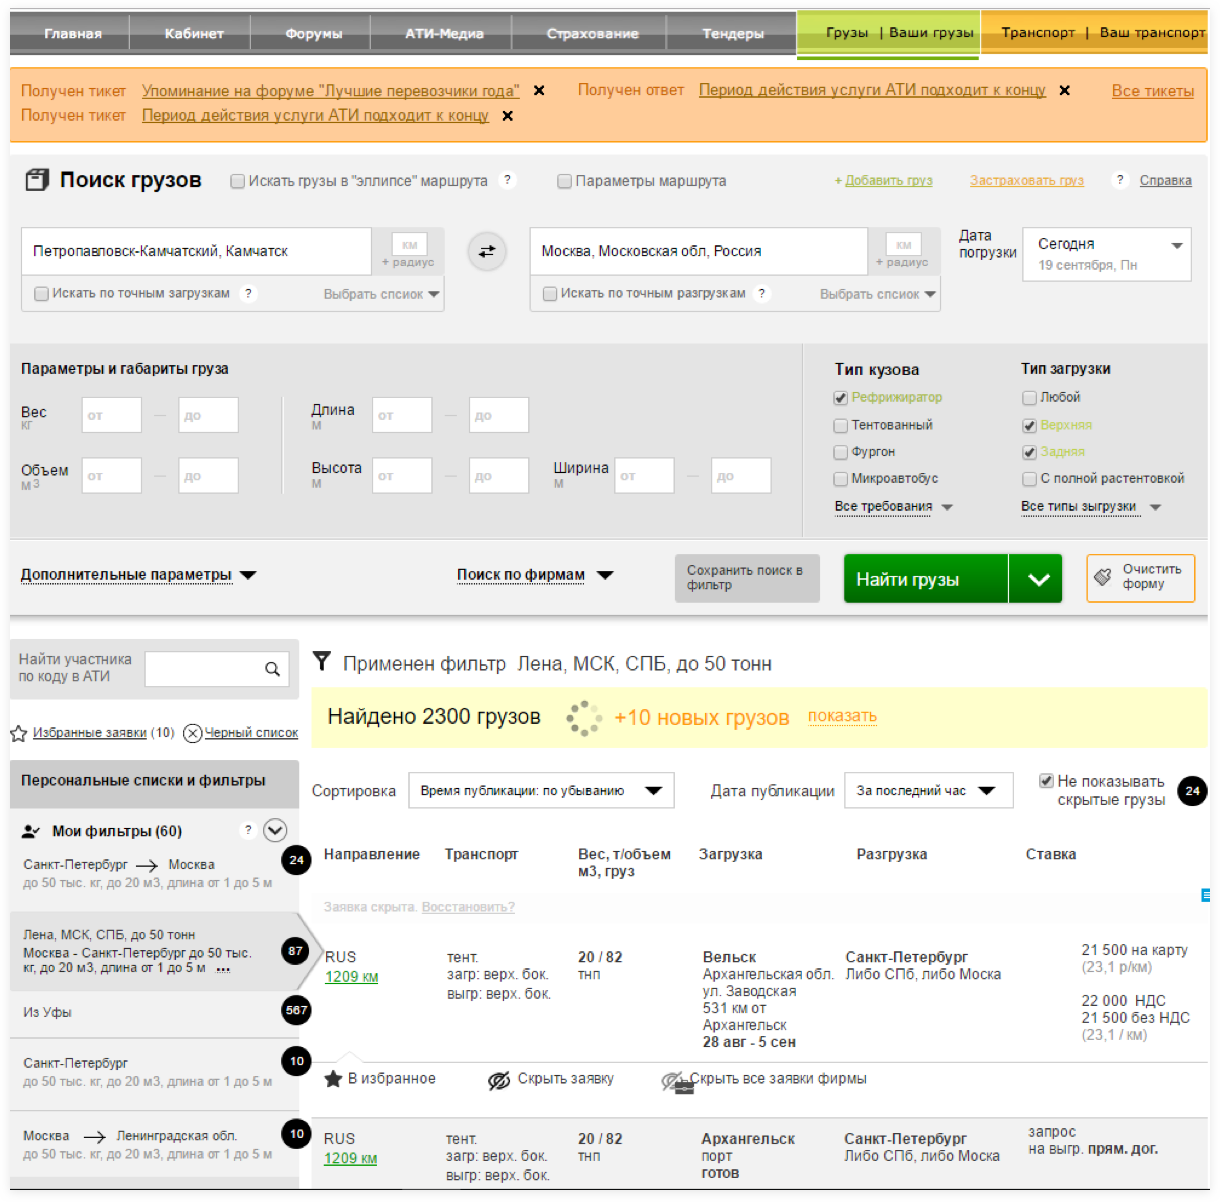 Главная Кабинет Форумы АТИ-Медиа Страхование Тендеры Грузы | Ваши грузы Транспорт | Ваш транспорт
Получен тикет Упоминание на форуме "Лучшие перевозчики года" Получен ответ Период действия услуги АТИ подходит к концу Все тикеты
Получен тикет Период действия услуги АТИ подходит к концу
Поиск грузов Искать грузы в "эллипсе" маршрута ? Параметры маршрута + Добавить груз Застраховать груз ? Справка
Петропавловск-Камчатский, Камчатск км + радиус
Москва, Московская обл, Россия км + радиус
Дата погрузки Сегодня
19 сентября, Пн
Искать по точным загрузкам ? Выбрать спсиок Искать по точным разгрузкам ? Выбрать спсиок
Параметры и габариты груза
Вес кг от — до Длина м от — до
Объем м 3 от — до Высота м от — до Ширина м от — до
Тип кузова
Рефрижиратор
Тентованный
Фургон
Микроавтобус
Все требования
Тип загрузки
Любой
Верхняя
Задняя
С полной растентовкой
Все типы зыгрузки
Дополнительные параметры Поиск по фирмам Сохранить поиск в фильтр Найти грузы Очистить форму
Найти участника
по коду в АТИ
Избранные заявки (10) Черный список
Персональные списки и фильтры
Мои фильтры (60) ?
Санкт-Петербург Москва 24
до 50 тыс. кг, до 20 м3, длина от 1 до 5 м
Лена, МСК, СПБ, до 50 тонн
Москва - Санкт-Петербург до 50 тыс. 87
кг, до 20 м3, длина от 1 до 5 м ...
Из Уфы 567
Санкт-Петербург 10
до 50 тыс. кг, до 20 м3, длина от 1 до 5 м
Москва Ленинградская обл. 10
до 50 тыс. кг, до 20 м3, длина от 1 до 5 м
Применен фильтр Лена, МСК, СПБ, до 50 тонн
Найдено 2300 грузов +10 новых грузов показать
Сортировка Время публикации: по убыванию Дата публикации За последний час Не показывать
скрытые грузы 24
Направление Транспорт Вес, т/объем Загрузка Разгрузка Ставка
м3, груз
Заявка скрыта. Восстановить?
RUS
1209 км
тент.
загр: верх. бок.
выгр: верх. бок.
20 / 82
тнп
Вельск
Архангельская обл.
ул. Заводская
531 км от
Архангельск
28 авг - 5 сен
Санкт-Петербург
Либо СПб, либо Моска
21 500 на карту
(23,1 р/км)
22 000 НДС
21 500 без НДС
(23,1 / км)
В избранное Скрыть заявку Скрыть все заявки фирмы
RUS
1209 км
тент.
загр: верх. бок.
выгр: верх. бок.
20 / 82
тнп
Архангельск
порт
готов
Санкт-Петербург
Либо СПб, либо Моска
запрос
на выгр. прям. дог.